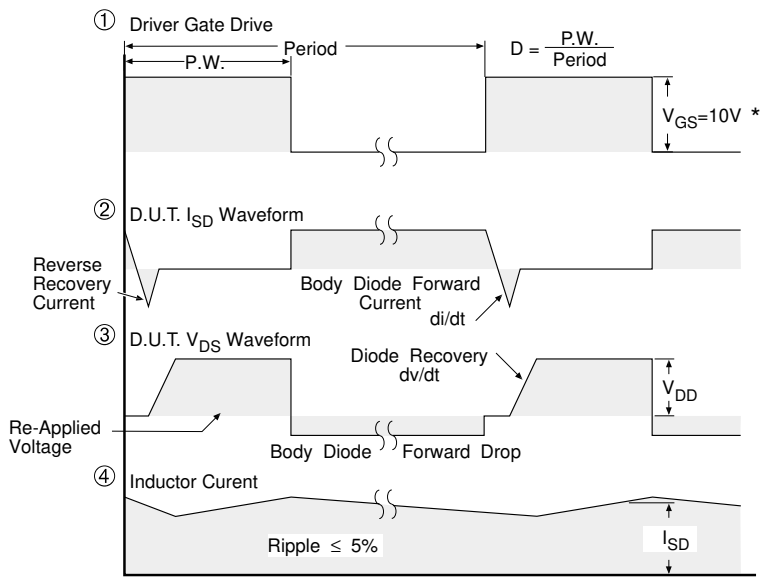 ① Driver Gate Drive
Period
P.W.
D = P.W.
Period
V_GS=10V *
② D.U.T. I_SD Waveform
Reverse
Recovery
Current
Body Diode Forward
Current
di/dt
③ D.U.T. V_DS Waveform
Diode Recovery
dv/dt
V_DD
Re-Applied
Voltage
Body Diode Forward Drop
④ Inductor Curent
Ripple ≤ 5%
I_SD